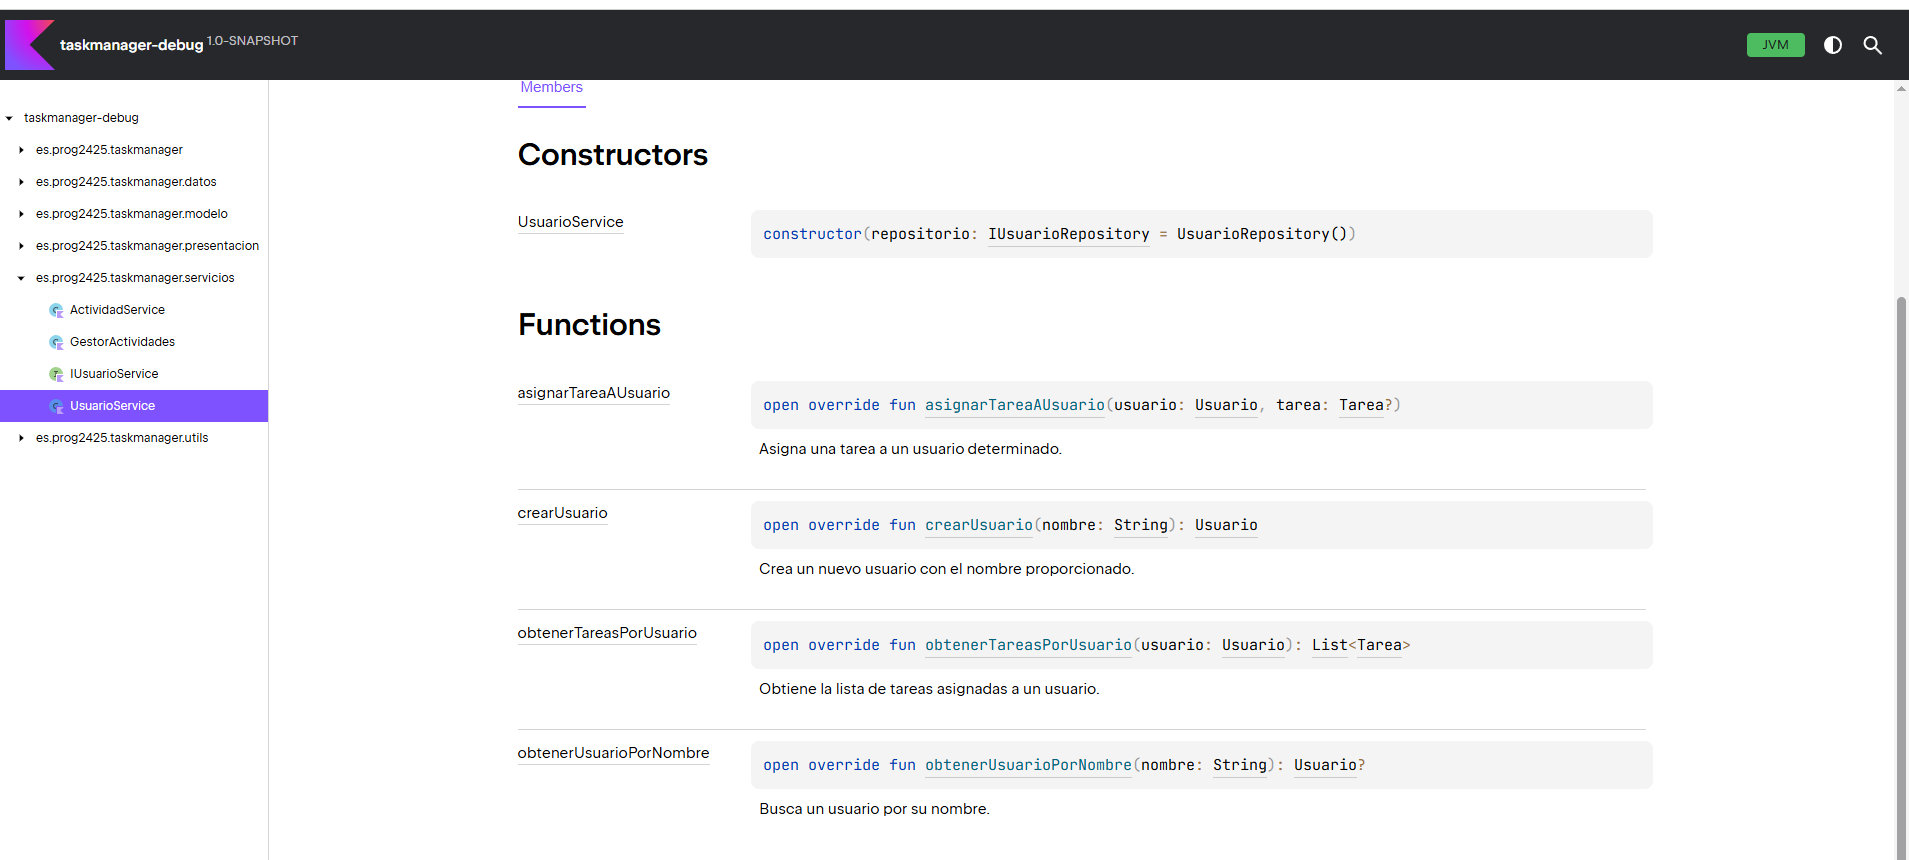 taskmanager-debug 1.0-SNAPSHOT
JVM
taskmanager-debug
es.prog2425.taskmanager
es.prog2425.taskmanager.datos
es.prog2425.taskmanager.modelo
es.prog2425.taskmanager.presentacion
es.prog2425.taskmanager.servicios
ActividadService
GestorActividades
IUsuarioService
UsuarioService
es.prog2425.taskmanager.utils
Members
Constructors
UsuarioService
constructor(repositorio: IUsuarioRepository = UsuarioRepository())
Functions
asignarTareaAUsuario
open override fun asignarTareaAUsuario(usuario: Usuario, tarea: Tarea?)
Asigna una tarea a un usuario determinado.
crearUsuario
open override fun crearUsuario(nombre: String): Usuario
Crea un nuevo usuario con el nombre proporcionado.
obtenerTareasPorUsuario
open override fun obtenerTareasPorUsuario(usuario: Usuario): List<Tarea>
Obtiene la lista de tareas asignadas a un usuario.
obtenerUsuarioPorNombre
open override fun obtenerUsuarioPorNombre(nombre: String): Usuario?
Busca un usuario por su nombre.